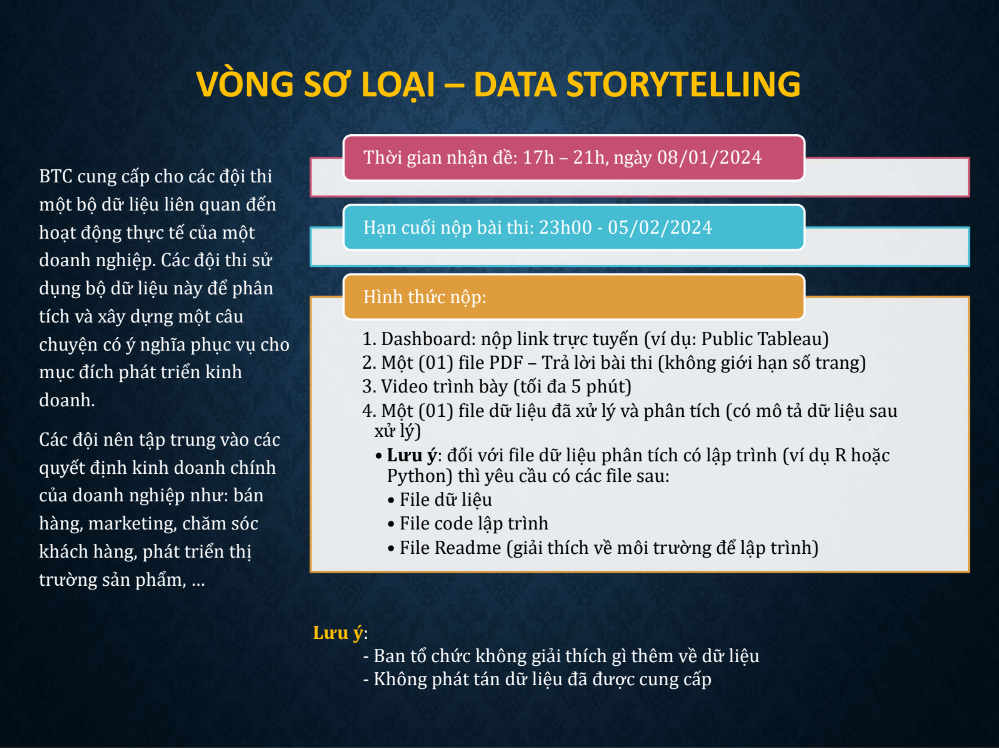 VÒNG SƠ LOẠI – DATA STORYTELLING
BTC cung cấp cho các đội thi
một bộ dữ liệu liên quan đến
hoạt động thực tế của một
doanh nghiệp. Các đội thi sử
dụng bộ dữ liệu này để phân
tích và xây dựng một câu
chuyện có ý nghĩa phục vụ cho
mục đích phát triển kinh
doanh.
Các đội nên tập trung vào các
quyết định kinh doanh chính
của doanh nghiệp như: bán
hàng, marketing, chăm sóc
khách hàng, phát triển thị
trường sản phẩm, ...
Thời gian nhận đề: 17h – 21h, ngày 08/01/2024
Hạn cuối nộp bài thi: 23h00 - 05/02/2024
Hình thức nộp:
1. Dashboard: nộp link trực tuyến (ví dụ: Public Tableau)
2. Một (01) file PDF – Trả lời bài thi (không giới hạn số trang)
3. Video trình bày (tối đa 5 phút)
4. Một (01) file dữ liệu đã xử lý và phân tích (có mô tả dữ liệu sau
xử lý)
• Lưu ý: đối với file dữ liệu phân tích có lập trình (ví dụ R hoặc
Python) thì yêu cầu có các file sau:
• File dữ liệu
• File code lập trình
• File Readme (giải thích về môi trường để lập trình)
Lưu ý:
- Ban tổ chức không giải thích gì thêm về dữ liệu
- Không phát tán dữ liệu đã được cung cấp